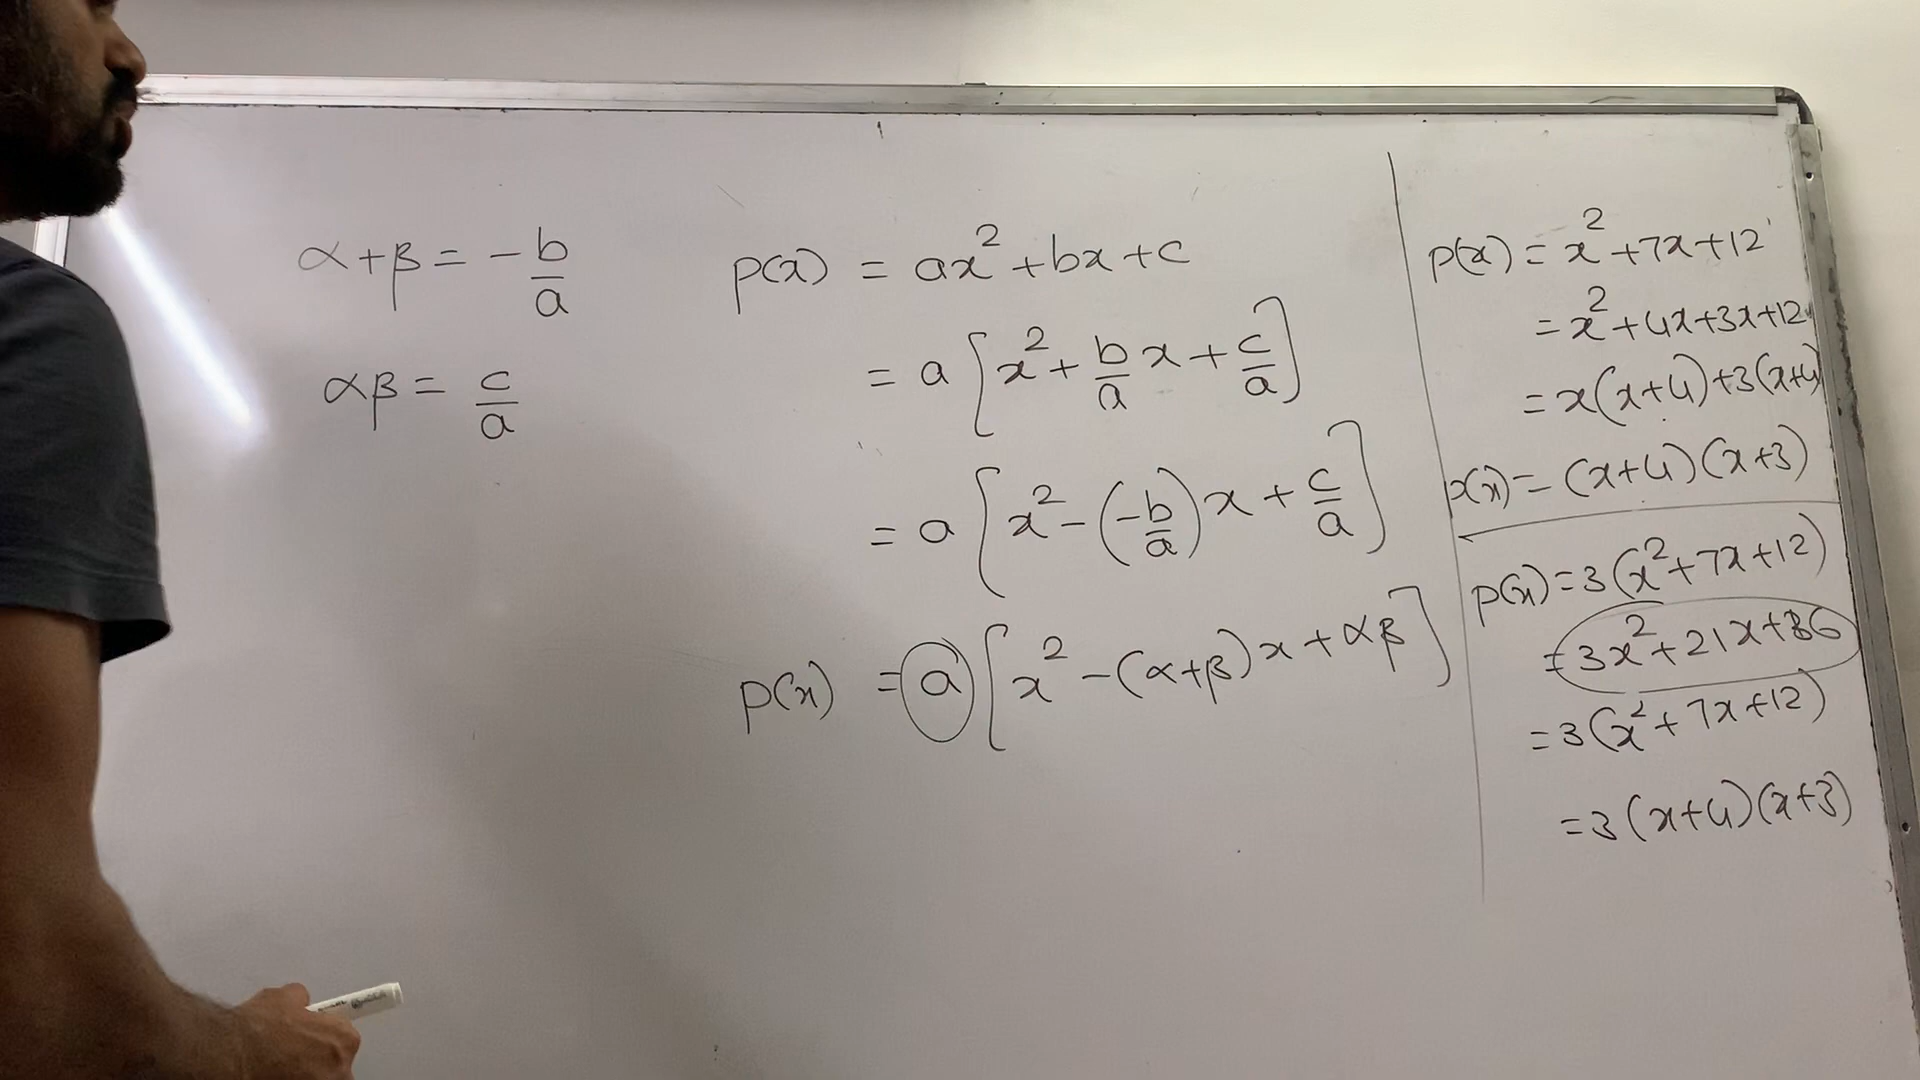 α+β = -b/a
αβ = c/a
p(x) = ax²+bx+c
= a[x²+b/a x+c/a]
= a[x²-(-b/a)x+c/a]
p(x) = a[x²-(α+β)x+αβ]
p(x) = x²+7x+12
= x²+4x+3x+12
= x(x+4)+3(x+4)
p(x) = (x+4)(x+3)
p(x) = 3(x²+7x+12)
= 3x²+21x+36
= 3(x²+7x+12)
= 3(x+4)(x+3)